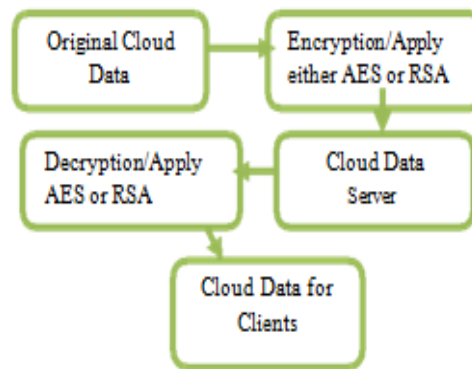 Original Cloud
Data
Encryption/Apply
either AES or RSA
Cloud Data
Server
Decryption/Apply
AES or RSA
Cloud Data for
Clients